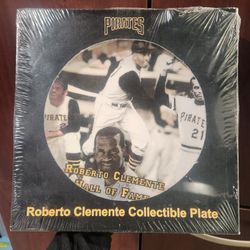 PIRATES
PIRATES
21
ROBERTO CLEMENTE
HALL OF FAME
Roberto Clemente Collectible Plate